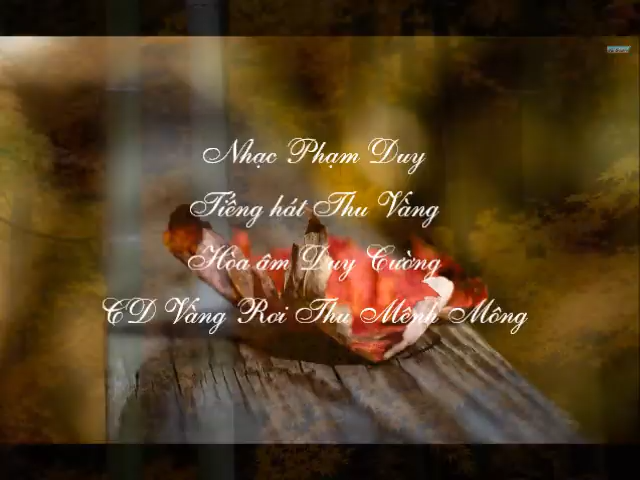 Nhạc Phạm Duy
Tiếng hát Thu Vàng
Hòa âm Duy Cường
CD Vàng Rơi Thu Mênh Mông